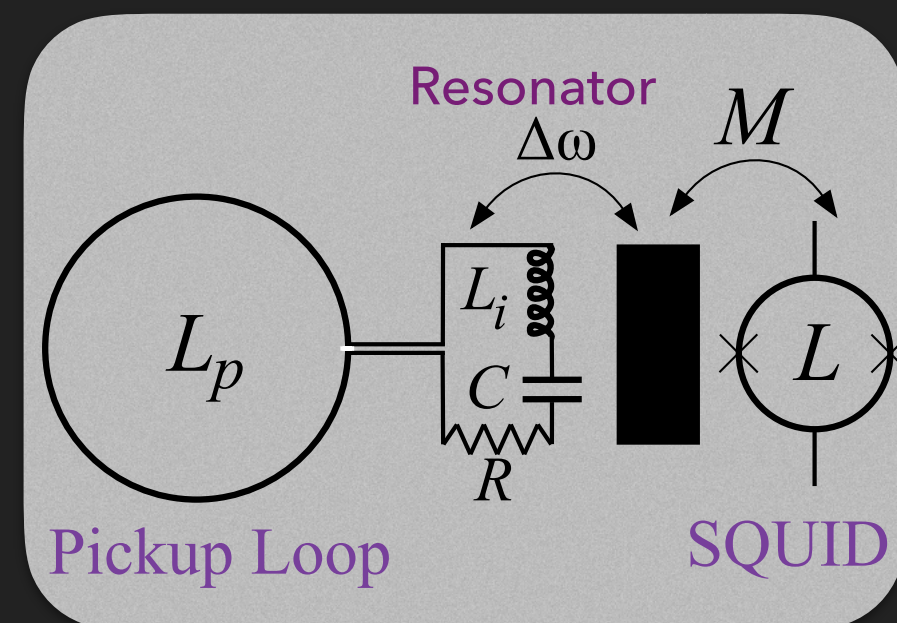 Resonator
Δω
M
L_i
L_p
C
L
R
Pickup Loop
SQUID